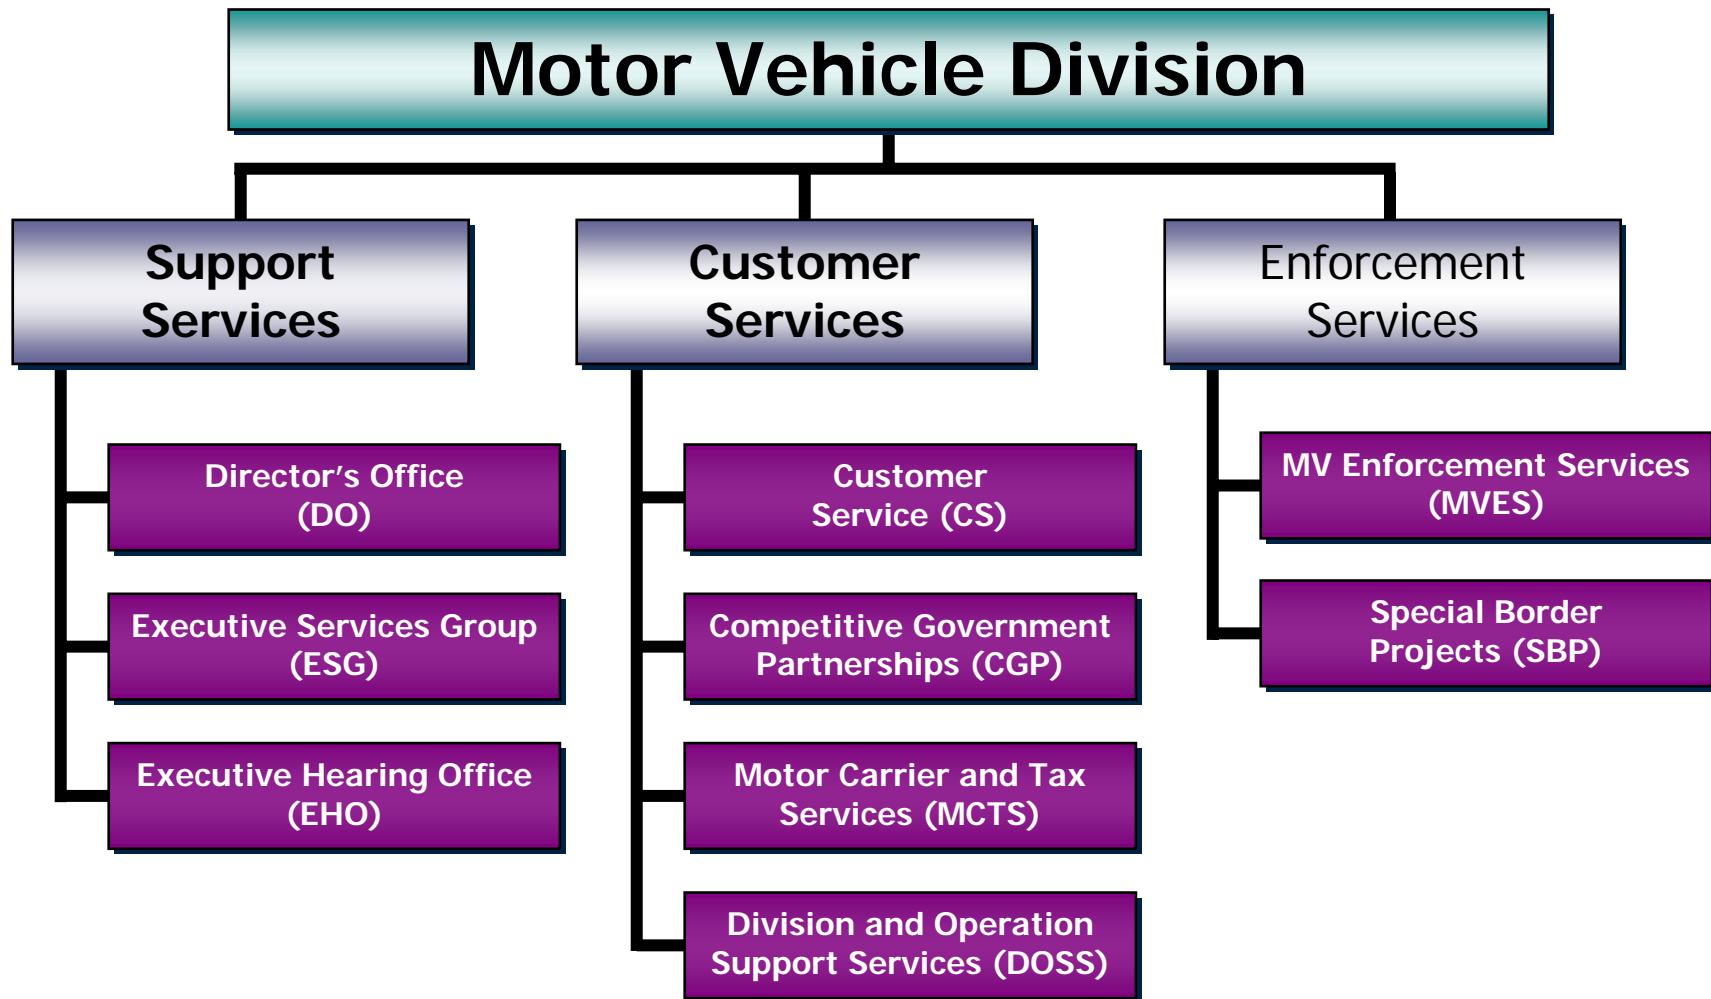 Motor Vehicle Division
Support
Services
Customer
Services
Enforcement
Services
Director's Office
(DO)
Executive Services Group
(ESG)
Executive Hearing Office
(EHO)
Customer
Service (CS)
Competitive Government
Partnerships (CGP)
Motor Carrier and Tax
Services (MCTS)
Division and Operation
Support Services (DOSS)
MV Enforcement Services
(MVES)
Special Border
Projects (SBP)